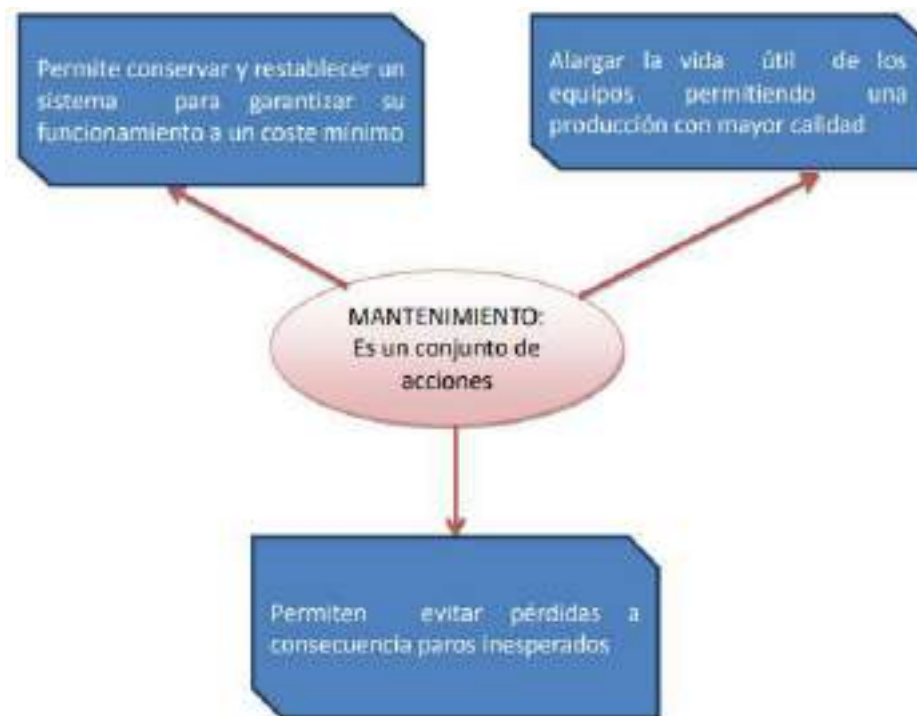 Permite conservar y restablecer un
sistema para garantizar su
funcionamiento a un coste mínimo
Alargar la vida útil de los
equipos permitiendo una
producción con mayor calidad
MANTENIMIENTO:
Es un conjunto de
acciones
Permiten evitar pérdidas a
consecuencia paros inesperados